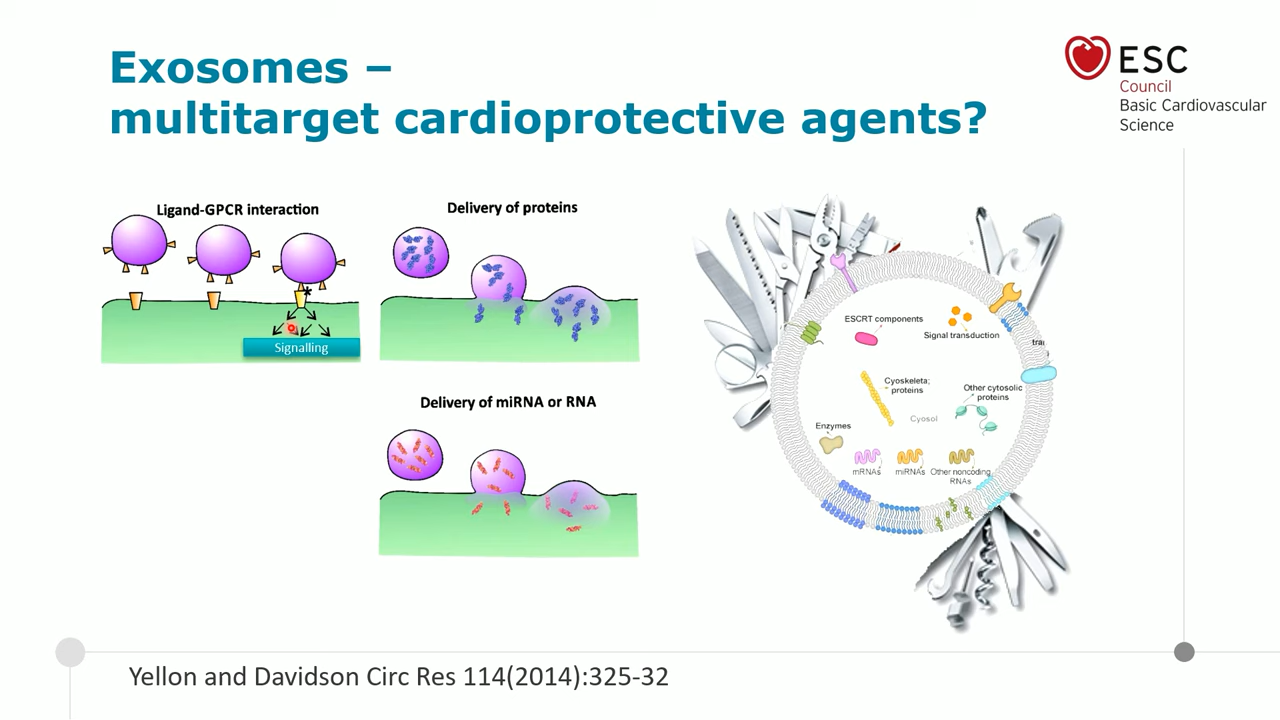 Exosomes –
multitarget cardioprotective agents?
ESC
Council
Basic Cardiovascular
Science
Ligand-GPCR interaction
*
Signalling
Delivery of proteins
Delivery of miRNA or RNA
ESCRT components
Signal transduction
Cyoskeleta;
proteins
Other cytosolic
proteins
Cyosol
Enzymes
mRNAs
miRNAs
Other noncoding
RNAs
Yellon and Davidson Circ Res 114(2014):325-32